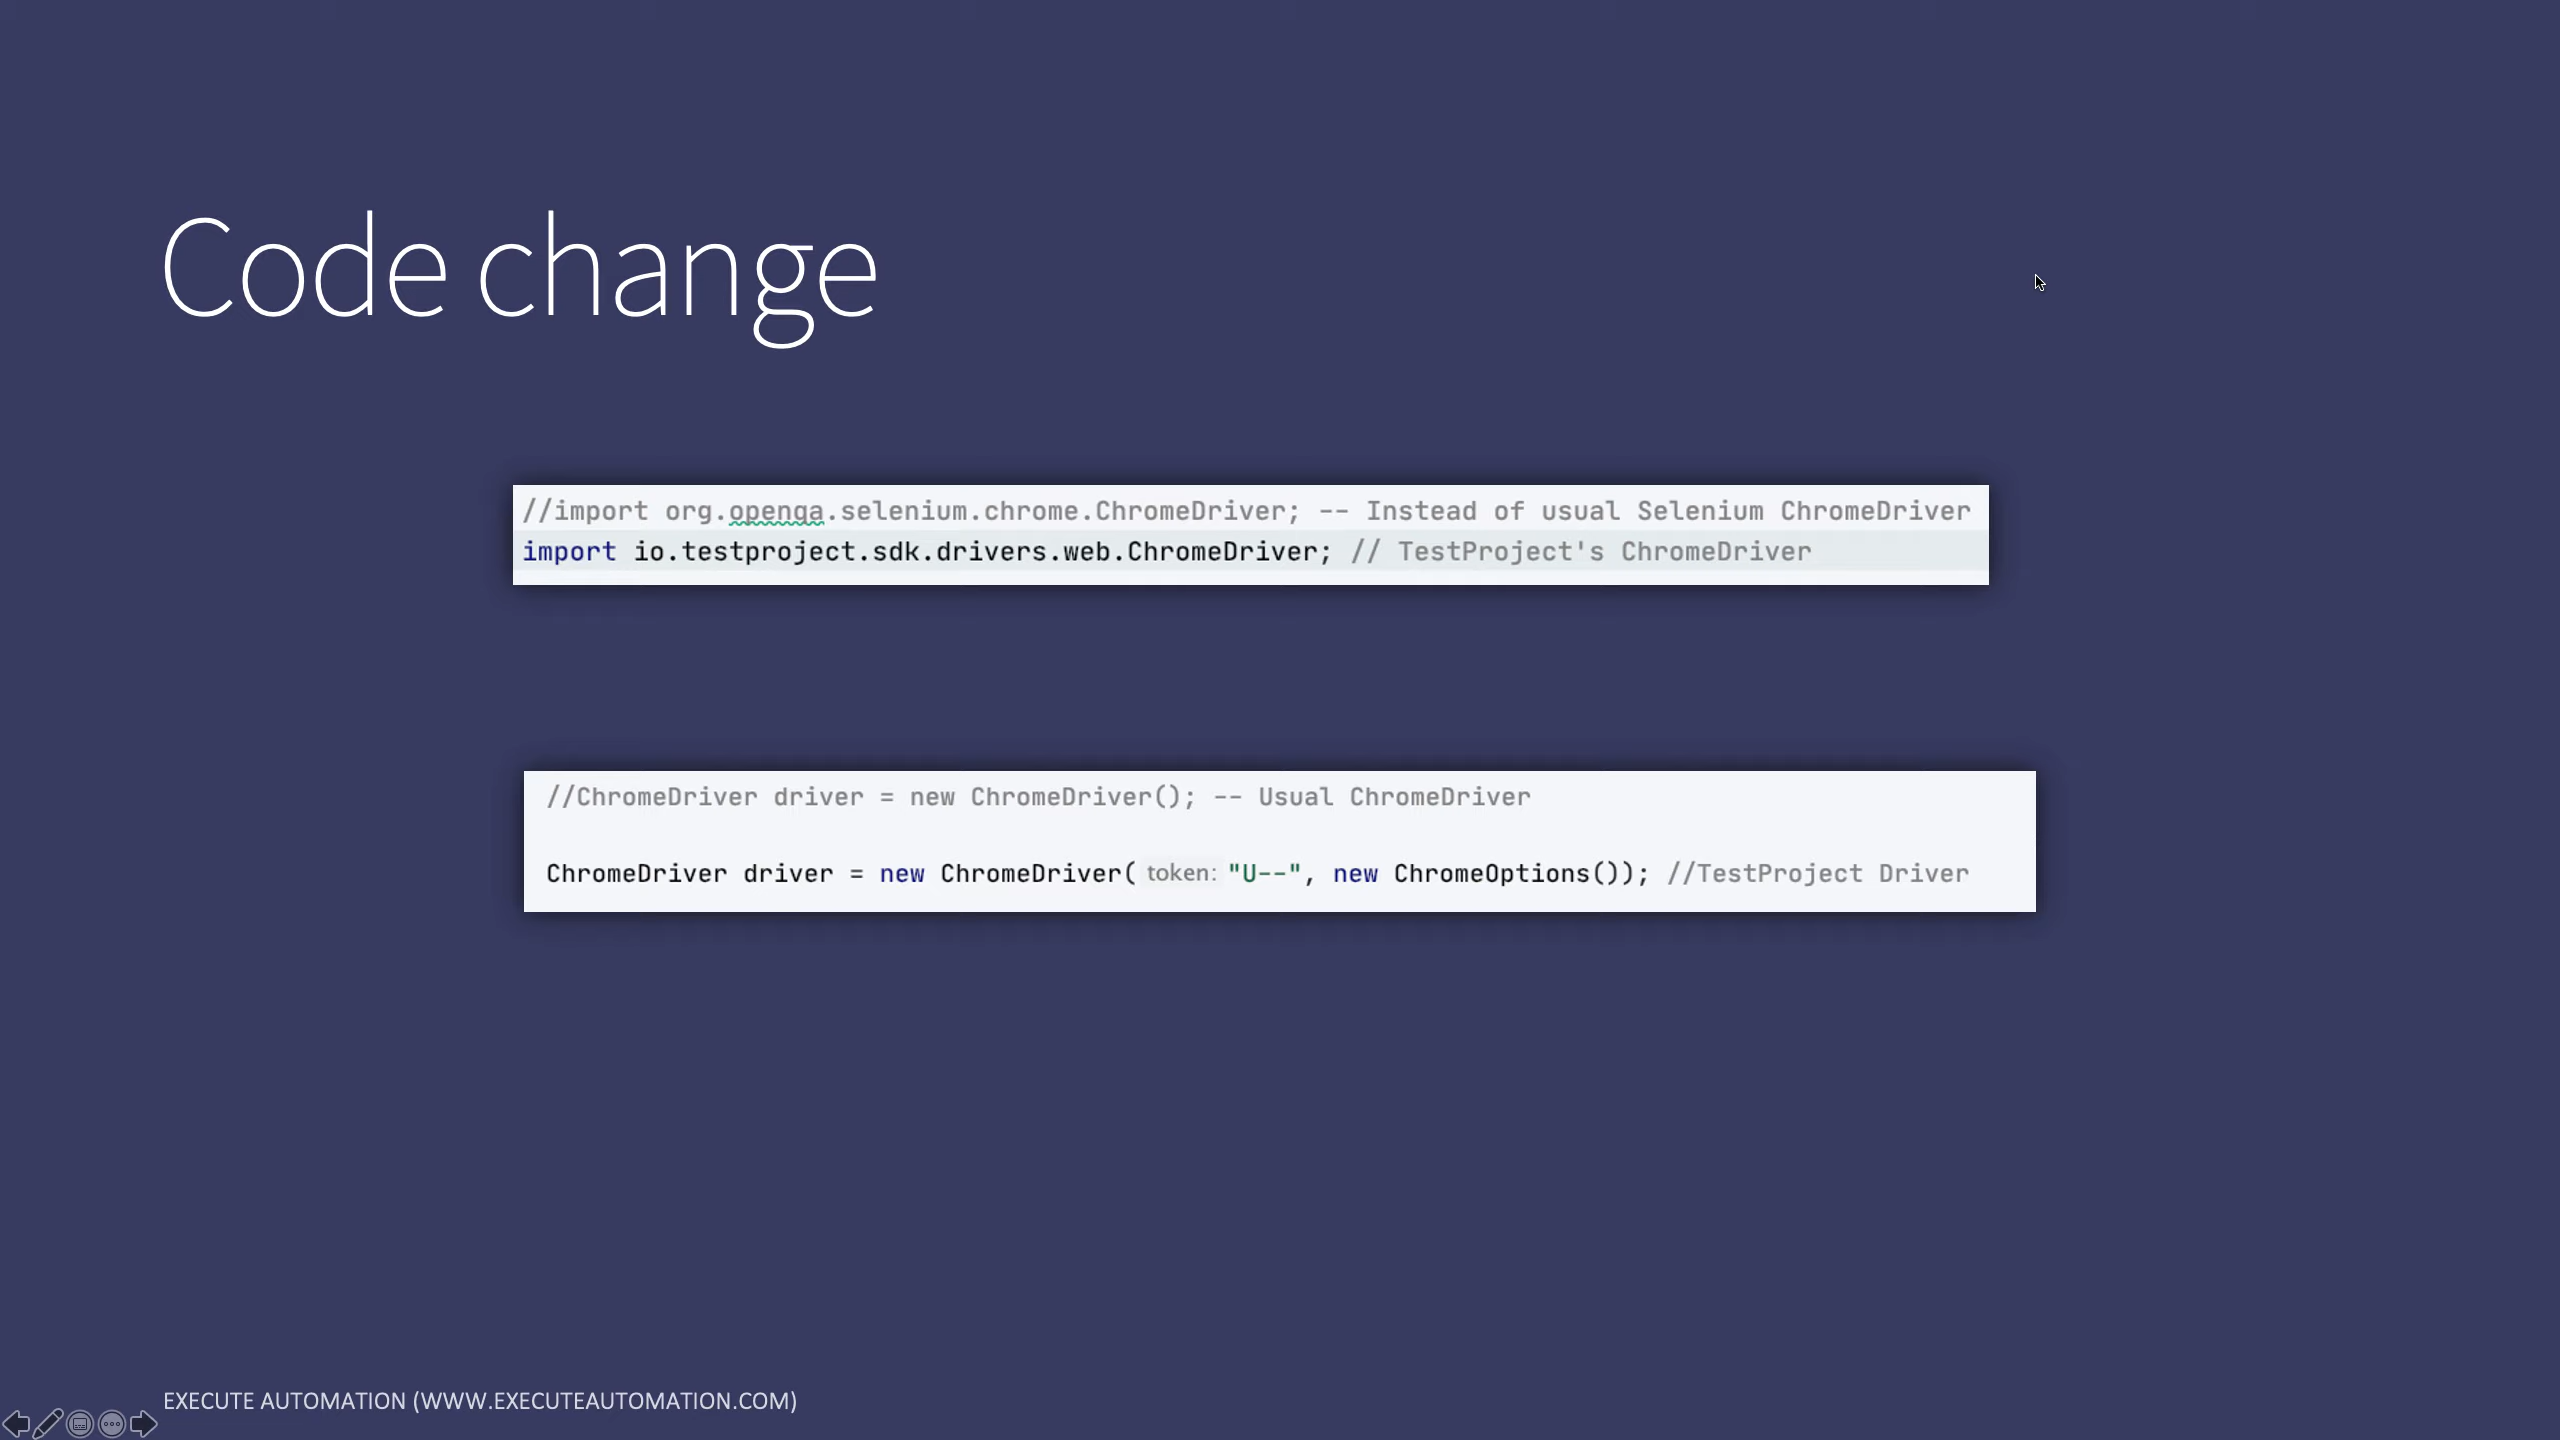 Code change
//import org.openqa.selenium.chrome.ChromeDriver; -- Instead of usual Selenium ChromeDriver
import io.testproject.sdk.drivers.web.ChromeDriver; // TestProject's ChromeDriver
//ChromeDriver driver = new ChromeDriver(); -- Usual ChromeDriver
ChromeDriver driver = new ChromeDriver( token: "U--", new ChromeOptions()); //TestProject Driver
EXECUTE AUTOMATION (WWW.EXECUTEAUTOMATION.COM)